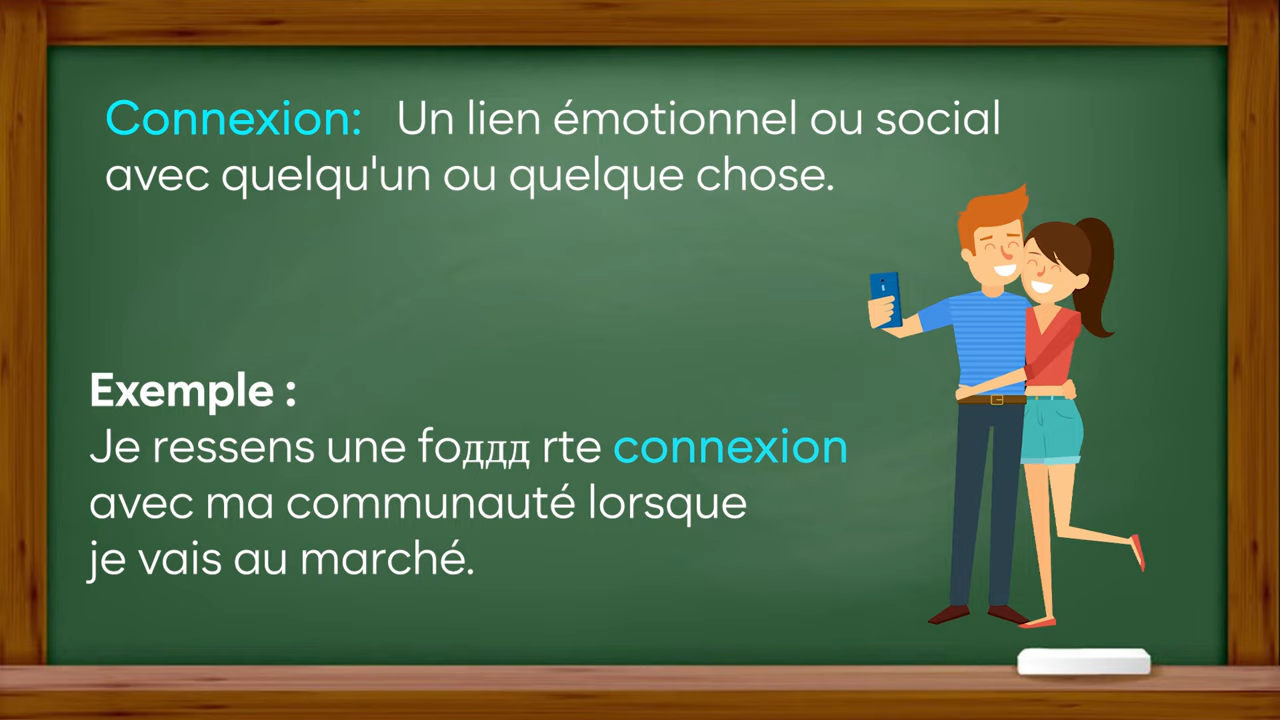 Connexion: Un lien émotionnel ou social
avec quelqu'un ou quelque chose.
Exemple :
Je ressens une foддд rte connexion
avec ma communauté lorsque
je vais au marché.